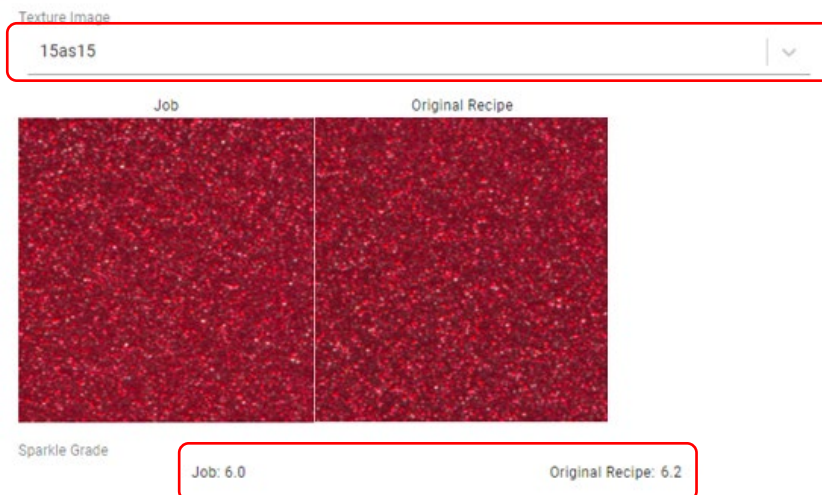 Texture Image
15as15
Job Original Recipe
Sparkle Grade
Job: 6.0 Original Recipe: 6.2